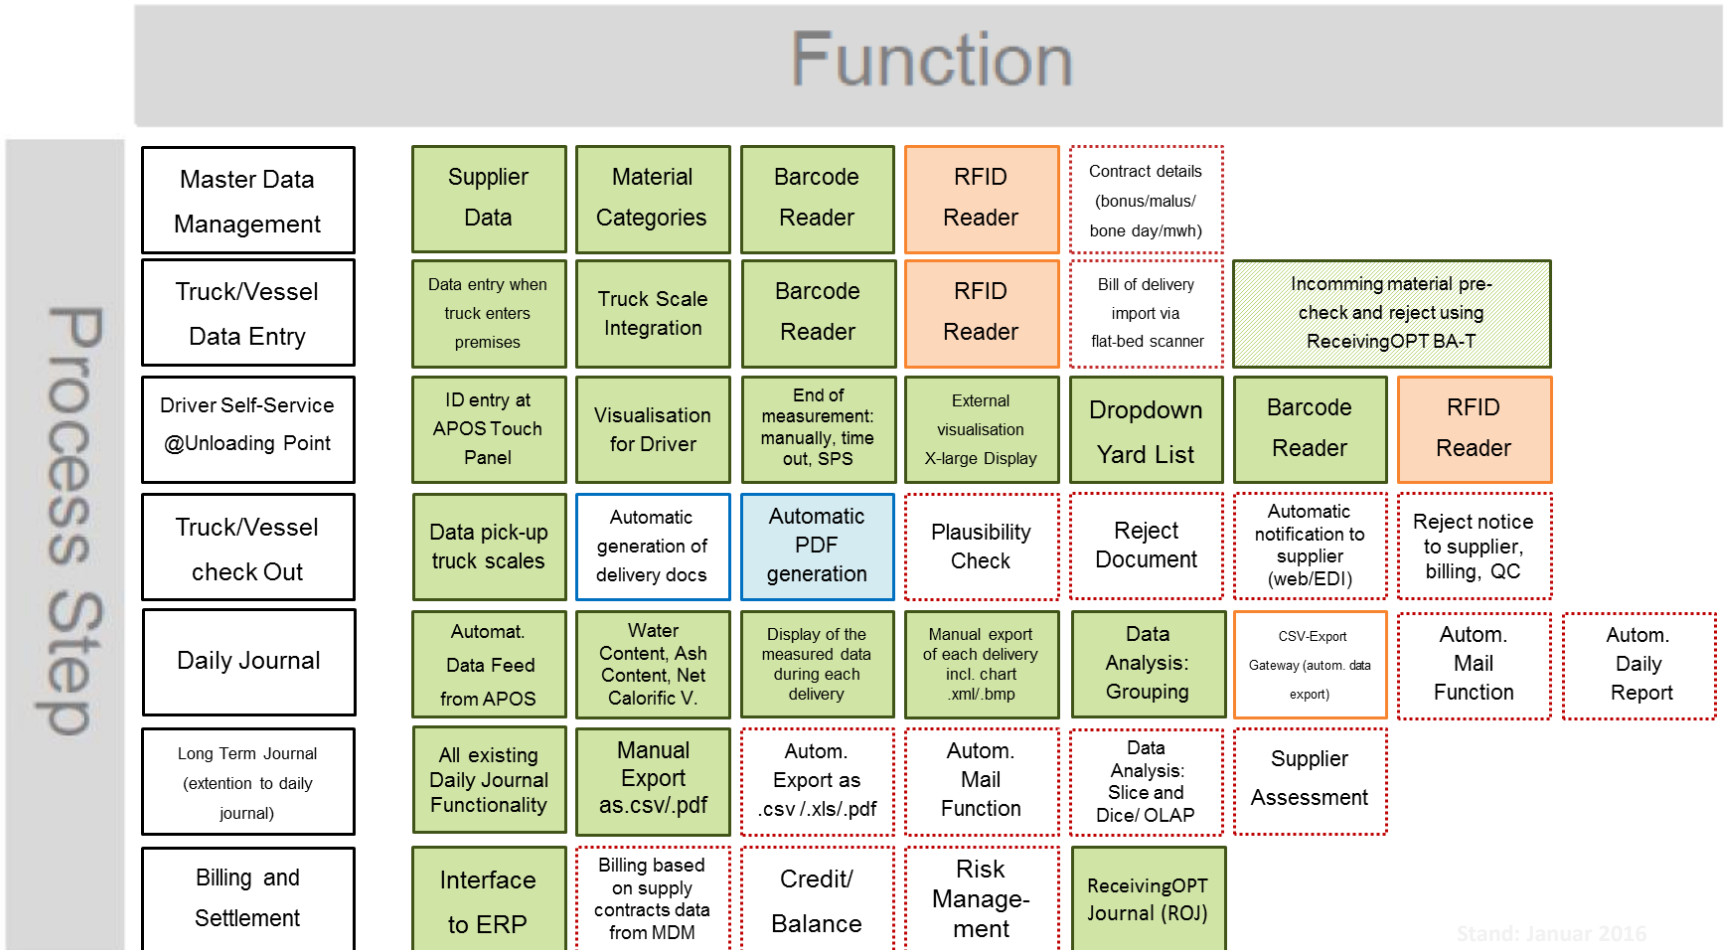 Function
Process Step
Master Data
Management
Supplier
Data
Material
Categories
Barcode
Reader
RFID
Reader
Contract details
(bonus/malus/
bone day/mwh)
Truck/Vessel
Data Entry
Data entry when
truck enters
premises
Truck Scale
Integration
Barcode
Reader
RFID
Reader
Bill of delivery
import via
flat-bed scanner
Incomming material pre-
check and reject using
ReceivingOPT BA-T
Driver Self-Service
@Unloading Point
ID entry at
APOS Touch
Panel
Visualisation
for Driver
End of
measurement:
manually, time
out, SPS
External
visualisation
X-large Display
Dropdown
Yard List
Barcode
Reader
RFID
Reader
Truck/Vessel
check Out
Data pick-up
truck scales
Automatic
generation of
delivery docs
Automatic
PDF
generation
Plausibility
Check
Reject
Document
Automatic
notification to
supplier
(web/EDI)
Reject notice
to supplier,
billing, QC
Daily Journal
Automat.
Data Feed
from APOS
Water
Content, Ash
Content, Net
Calorific V.
Display of the
measured data
during each
delivery
Manual export
of each delivery
incl. chart
.xml/.bmp
Data
Analysis:
Grouping
CSV-Export
Gateway (autom. data
export)
Autom.
Mail
Function
Autom.
Daily
Report
Long Term Journal
(extention to daily
journal)
All existing
Daily Journal
Functionality
Manual
Export
as.csv/.pdf
Autom.
Export as
.csv /.xls/.pdf
Autom.
Mail
Function
Data
Analysis:
Slice and
Dice/ OLAP
Supplier
Assessment
Billing and
Settlement
Interface
to ERP
Billing based
on supply
contracts data
from MDM
Credit/
Balance
Risk
Manage-
ment
ReceivingOPT
Journal (ROJ)
Stand: Januar 2016